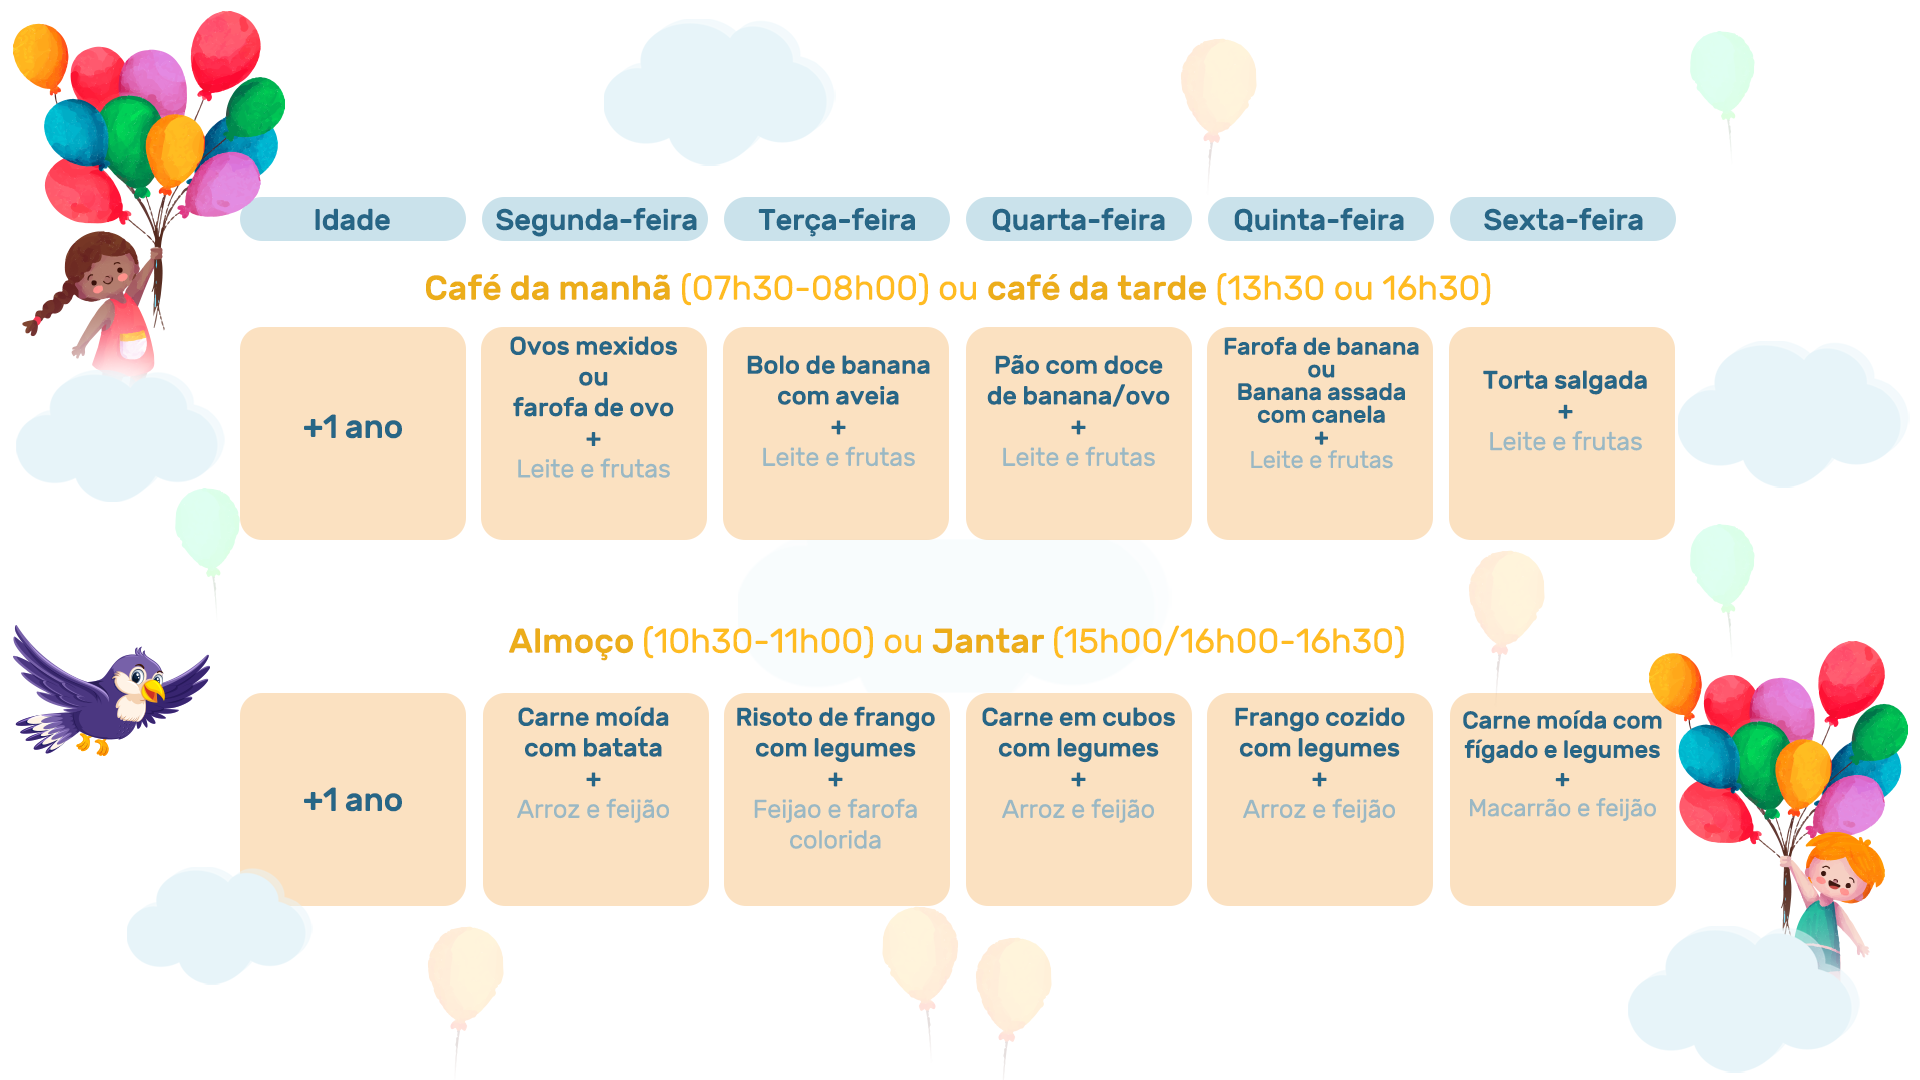 Idade
Segunda-feira
Terça-feira
Quarta-feira
Quinta-feira
Sexta-feira
Café da manhã (07h30-08h00) ou café da tarde (13h30 ou 16h30)
+1 ano
Ovos mexidos
ou
farofa de ovo
+
Leite e frutas
Bolo de banana
com aveia
+
Leite e frutas
Pão com doce
de banana/ovo
+
Leite e frutas
Farofa de banana
ou
Banana assada
com canela
+
Leite e frutas
Torta salgada
+
Leite e frutas
Almoço (10h30-11h00) ou Jantar (15h00/16h00-16h30)
+1 ano
Carne moída
com batata
+
Arroz e feijão
Risoto de frango
com legumes
+
Feijao e farofa
colorida
Carne em cubos
com legumes
+
Arroz e feijão
Frango cozido
com legumes
+
Arroz e feijão
Carne moída com
fígado e legumes
+
Macarrão e feijão